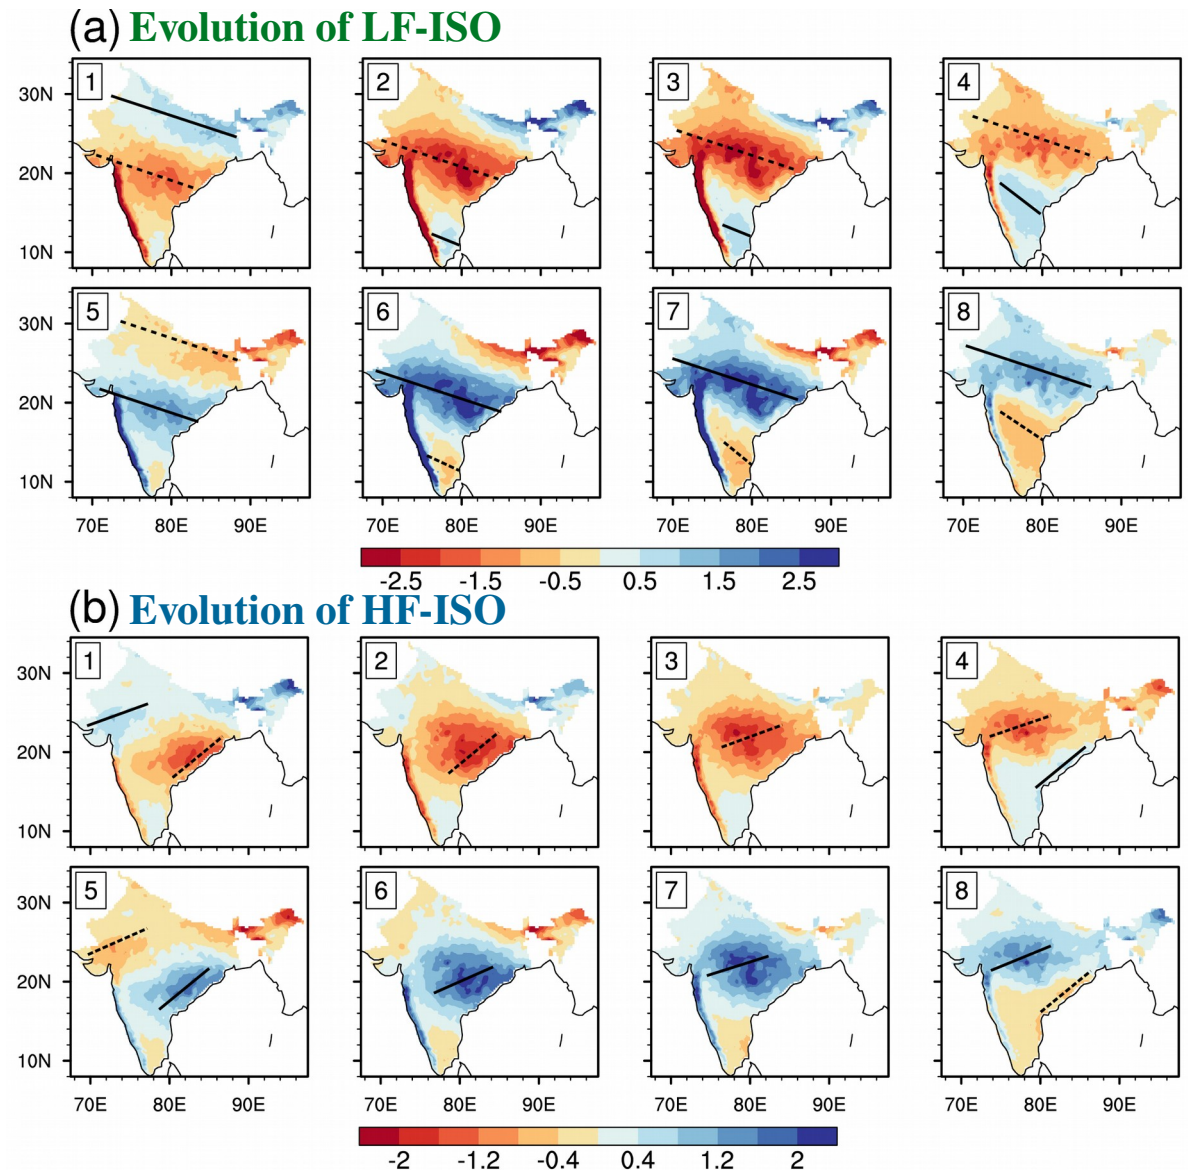 (a) Evolution of LF-ISO
1 2 3 4
30N
20N
10N
5 6 7 8
30N
20N
10N
70E 80E 90E 70E 80E 90E 70E 80E 90E 70E 80E 90E
-2.5 -1.5 -0.5 0.5 1.5 2.5
(b) Evolution of HF-ISO
1 2 3 4
30N
20N
10N
5 6 7 8
30N
20N
10N
70E 80E 90E 70E 80E 90E 70E 80E 90E 70E 80E 90E
-2 -1.2 -0.4 0.4 1.2 2